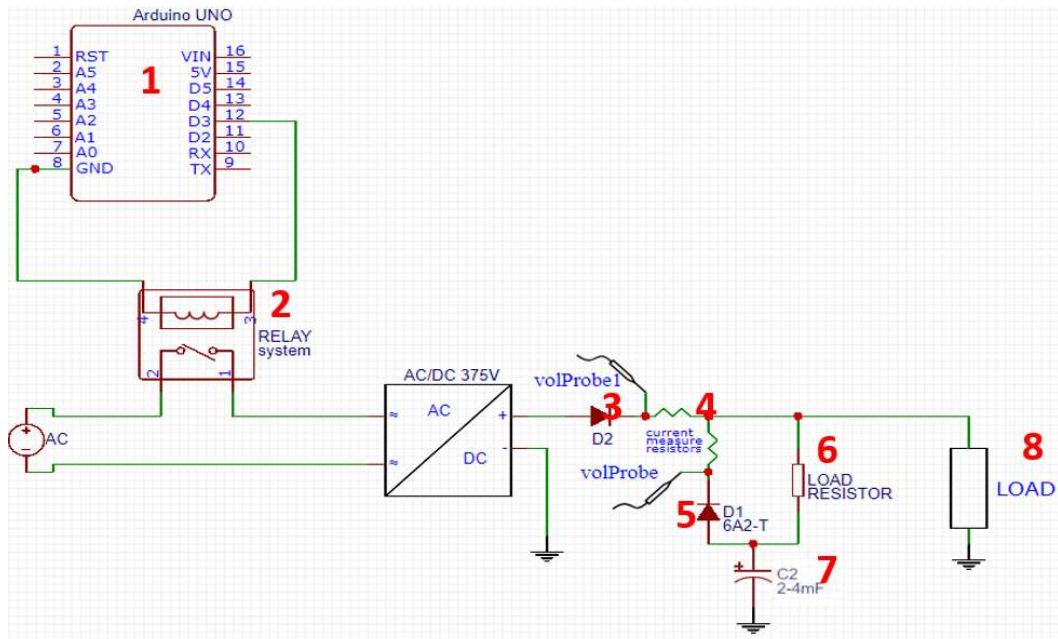 Arduino UNO
1 RST VIN 16
2 A5 5V 15
3 A4 D5 14
4 A3 D4 13
5 A2 D3 12
6 A1 D2 11
7 A0 RX 10
8 GND TX 9
1
2
4 3
RELAY
system
2 1
AC
AC/DC 375V
≈ AC +
≈ DC -
volProbe1
3
D2
4
current
measure
resistors
volProbe
5
D1
6A2-T
6
LOAD
RESISTOR
8
LOAD
+
C2
2-4mF
7